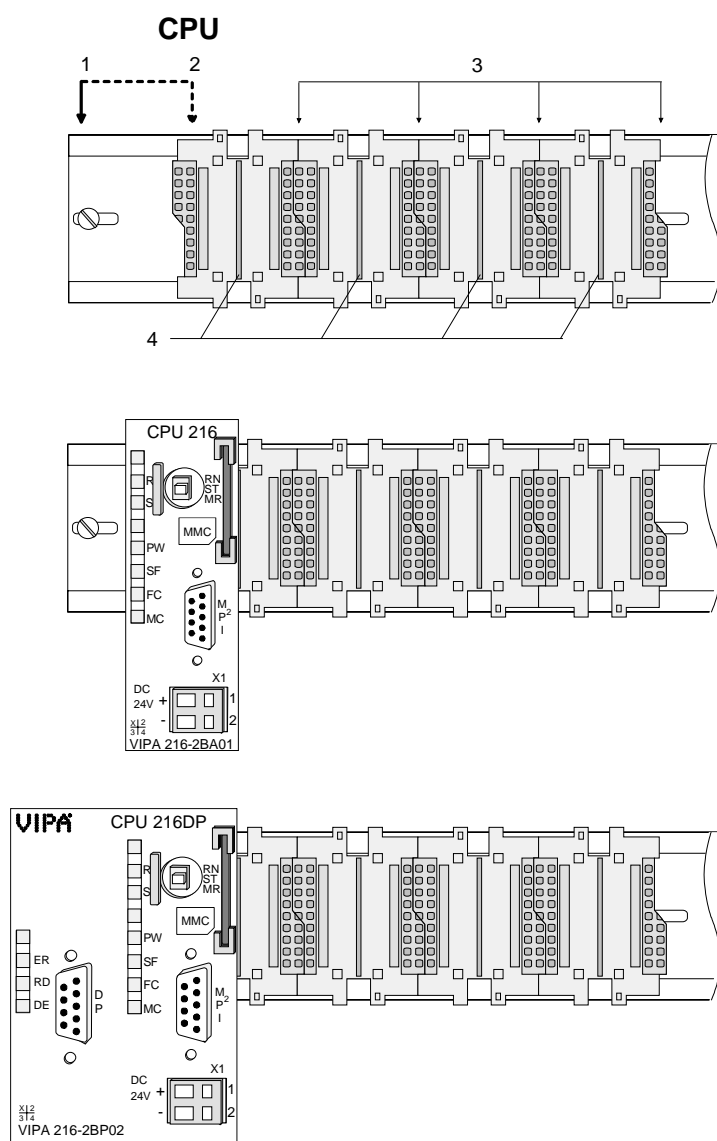 CPU
1 2 3
4
CPU 216
RN
R ST
S MR
MMC
PW
SF
FC
MC
M
P 2
I
X1
DC
24V + 1
- 2
X 2
3 4
VIPA 216-2BA01
VIPA CPU 216DP
RN
R ST
S MR
MMC
PW
ER SF
RD FC
DE MC
D
P
M
P 2
I
X1
DC
24V + 1
- 2
X 2
3 4
VIPA 216-2BP02